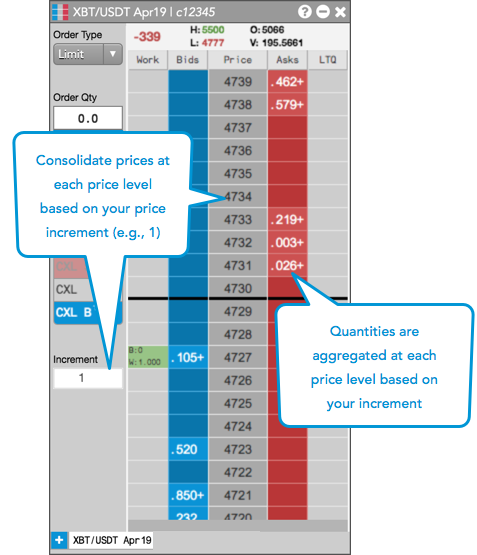 XBT/USDT Apr19 | c12345
Order Type
Limit
Order Qty
0.0
-339
H:5500
O:5066
L: 4777
V: 195.5661
Work Bids Price Asks LTQ
4739 .462+
4738 .579+
4737
4736
4735
4734
4733 .219+
4732 .003+
4731 .026+
4730
4729
4728
B:0
W:1.000
.105+ 4727
4726
4725
4724
.520 4723
4722
.850+ 4721
232 4720
Consolidate prices at
each price level
based on your price
increment (e.g., 1)
CXL
CXL
CXL B
Increment
1
Quantities are
aggregated at each
price level based on
your increment
+ XBT/USDT Apr19